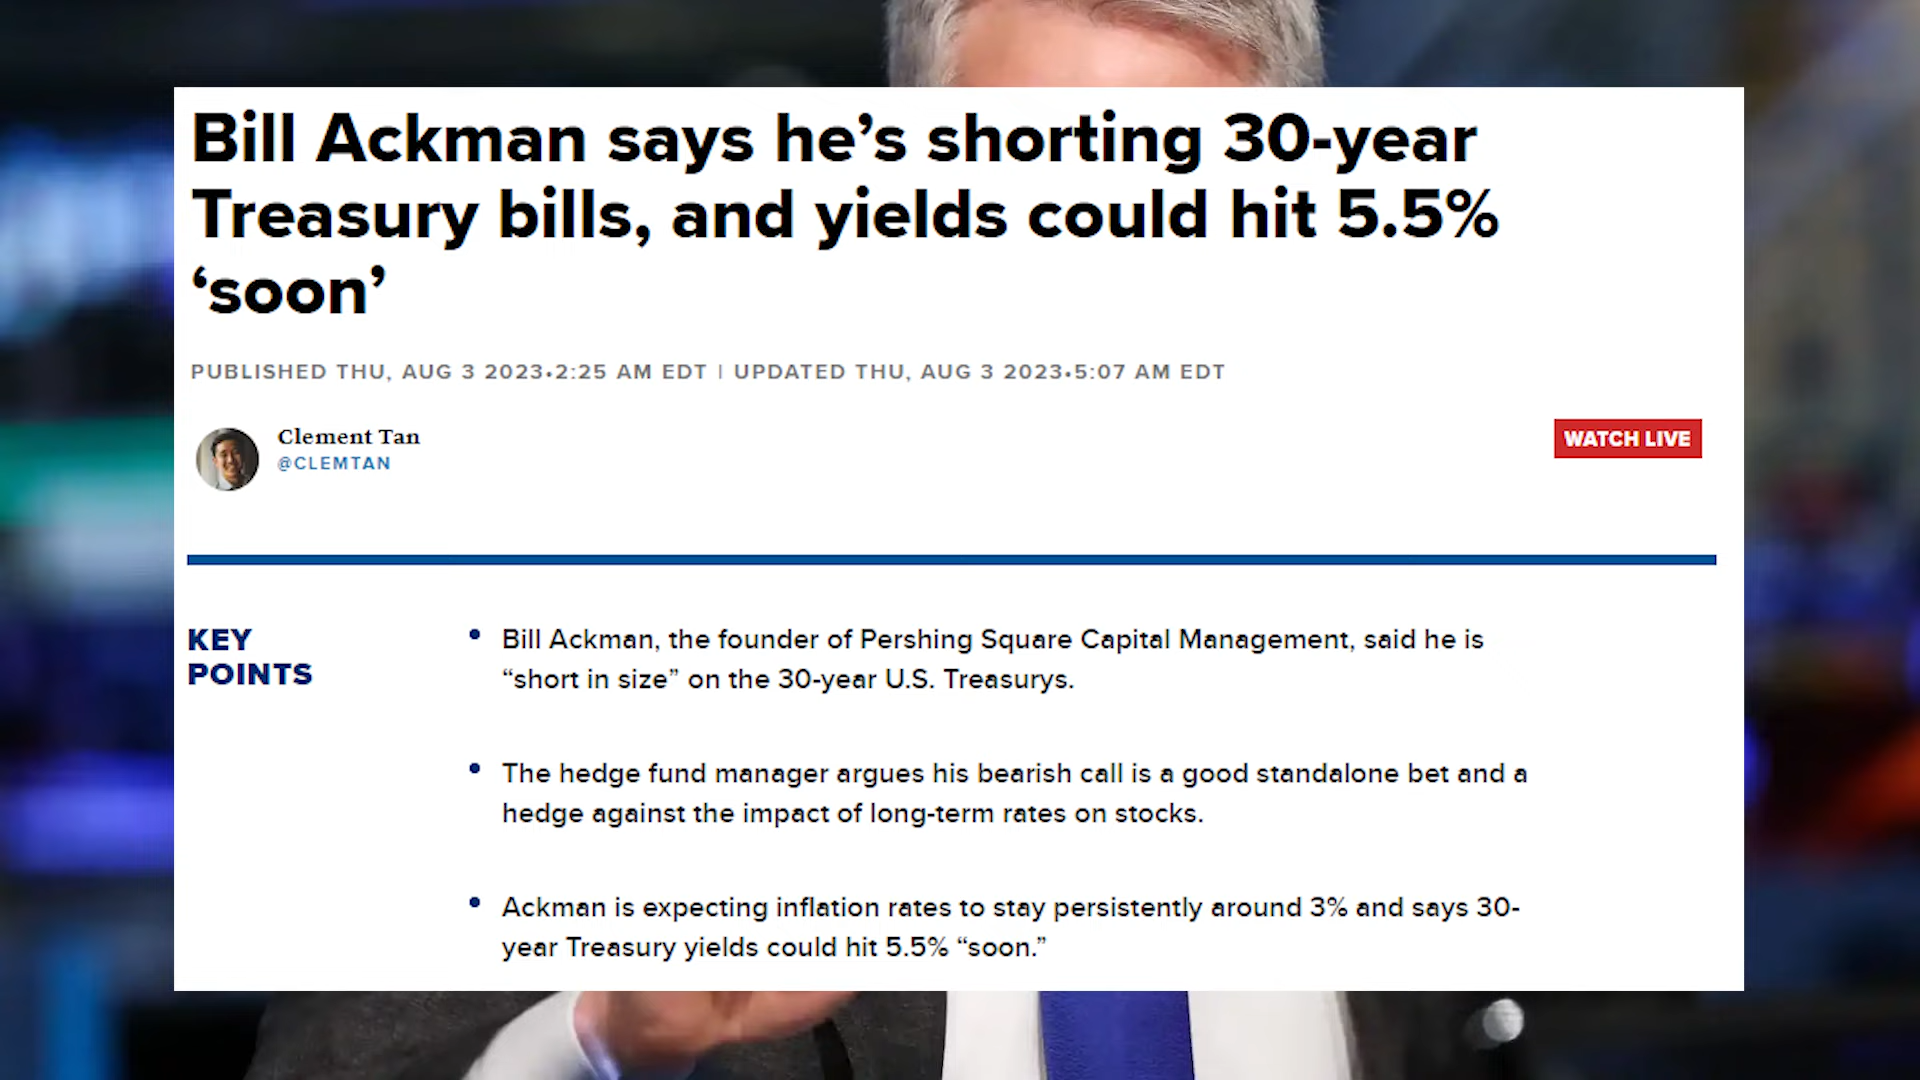 Bill Ackman says he’s shorting 30-year
Treasury bills, and yields could hit 5.5%
‘soon’
PUBLISHED THU, AUG 3 2023•2:25 AM EDT | UPDATED THU, AUG 3 2023•5:07 AM EDT
Clement Tan
@CLEMTAN
WATCH LIVE
KEY
POINTS
• Bill Ackman, the founder of Pershing Square Capital Management, said he is
“short in size” on the 30-year U.S. Treasurys.
• The hedge fund manager argues his bearish call is a good standalone bet and a
hedge against the impact of long-term rates on stocks.
• Ackman is expecting inflation rates to stay persistently around 3% and says 30-
year Treasury yields could hit 5.5% “soon.”